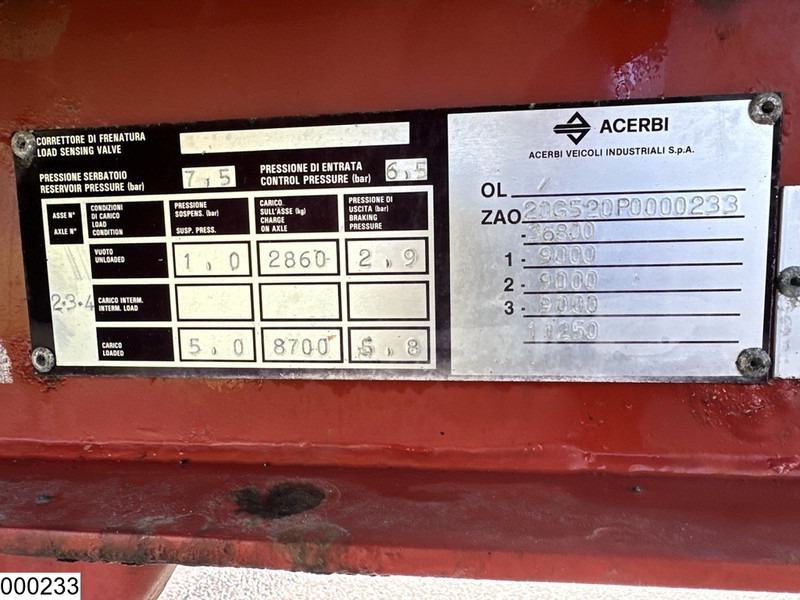 CORRETTORE DI FRENATURA
LOAD SENSING VALVE
PRESSIONE SERBATOIO
RESERVOIR PRESSURE (bar)
7,5
PRESSIONE DI ENTRATA
CONTROL PRESSURE (bar)
6,5
ASSE N°
AXLE N°
CONDIZIONI
DI CARICO
LOAD
CONDITION
PRESSIONE
SOSPENS. (bar)
SUSP. PRESS.
CARICO.
SULL'ASSE (kg)
CHARGE
ON AXLE
PRESSIONE DI
USCITA (bar)
BRAKING
PRESSURE
2.3.4
VUOTO
UNLOADED
1,0
2860
2,9
CARICO INTERM.
INTERM. LOAD
CARICO
LOADED
5,0
8700
5,8
ACERBI
ACERBI VEICOLI INDUSTRIALI S.p.A.
OL
ZAO 20G520P0000233
36800
1 - 9000
2 - 9000
3 - 9000
11250
000233